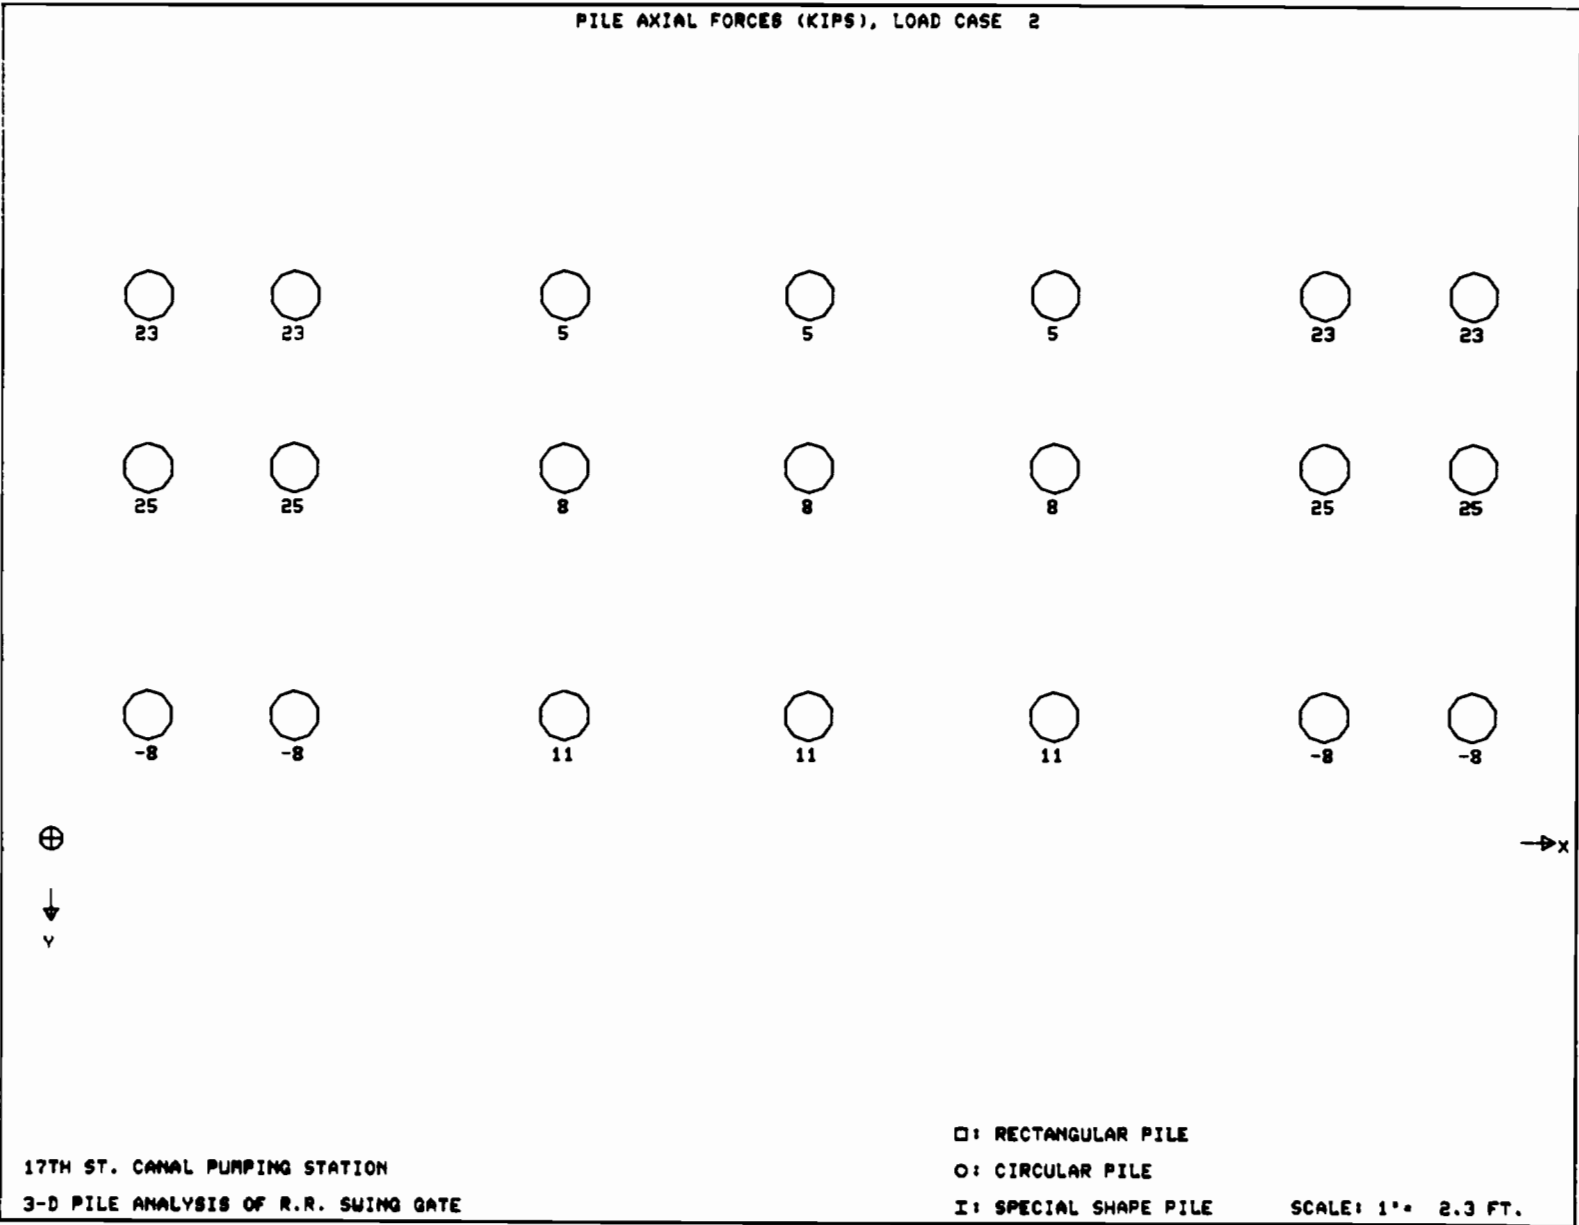 PILE AXIAL FORCES (KIPS), LOAD CASE 2
23 23 5 5 5 23 23
25 25 8 8 8 25 25
-8 -8 11 11 11 -8 -8
X
Y
□: RECTANGULAR PILE
17TH ST. CANAL PUMPING STATION
O: CIRCULAR PILE
3-D PILE ANALYSIS OF R.R. SWING GATE
I: SPECIAL SHAPE PILE
SCALE: 1"= 2.3 FT.